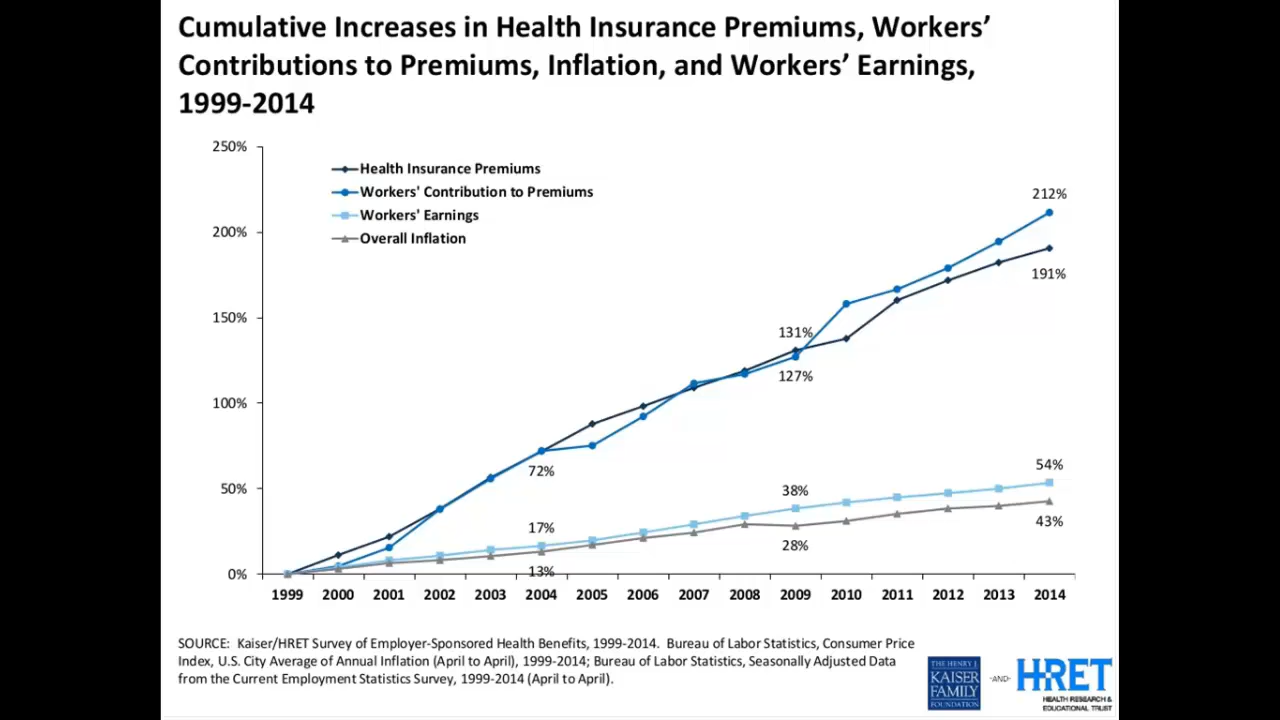 Cumulative Increases in Health Insurance Premiums, Workers’
Contributions to Premiums, Inflation, and Workers’ Earnings,
1999-2014
250%
Health Insurance Premiums
Workers' Contribution to Premiums
212%
Workers' Earnings
200%
Overall Inflation
191%
150%
131%
127%
100%
72%
54%
50%
38%
17%
43%
28%
13%
0%
1999 2000 2001 2002 2003 2004 2005 2006 2007 2008 2009 2010 2011 2012 2013 2014
SOURCE: Kaiser/HRET Survey of Employer-Sponsored Health Benefits, 1999-2014. Bureau of Labor Statistics, Consumer Price
Index, U.S. City Average of Annual Inflation (April to April), 1999-2014; Bureau of Labor Statistics, Seasonally Adjusted Data
from the Current Employment Statistics Survey, 1999-2014 (April to April).
THE HENRY J.
KAISER
FAMILY
FOUNDATION
-AND-
HRET
HEALTH RESEARCH &
EDUCATIONAL TRUST